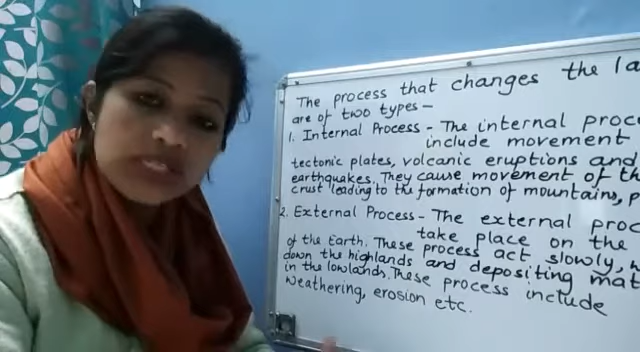 The process that changes the la
are of two types -
1. Internal Process - The internal proc
include movement
tectonic plates, volcanic eruptions and
earthquakes. They cause movement of th
crust leading to the formation of mountains, p
2. External Process - The external proc
take place on the
of the Earth. These process act slowly, w
down the highlands and depositing mat
in the lowlands. These process include
weathering, erosion etc.